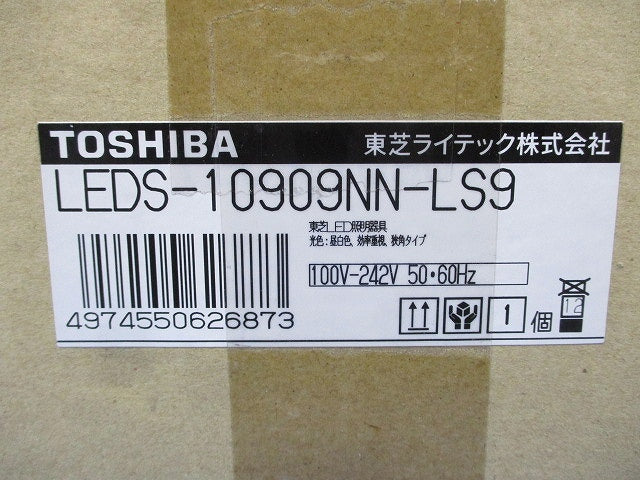 TOSHIBA 東芝ライテック株式会社
LEDS-10909NN-LS9
東芝LED照明器具
光色:昼白色、効率重視、狭角タイプ
100V-242V 50・60Hz
4974550626873
1 個 12